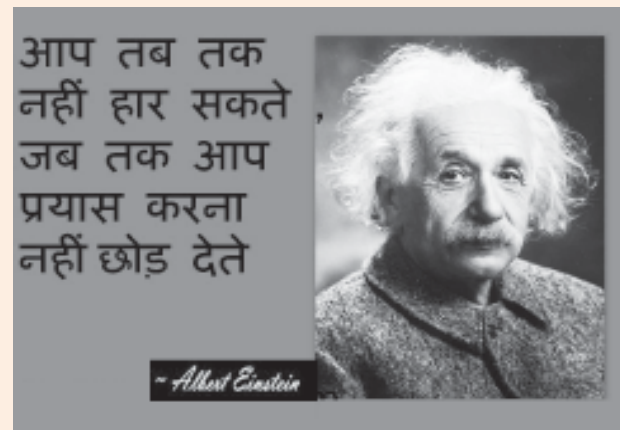 आप तब तक
नहीं हार सकते ,
जब तक आप
प्रयास करना
नहीं छोड़ देते
~ Albert Einstein